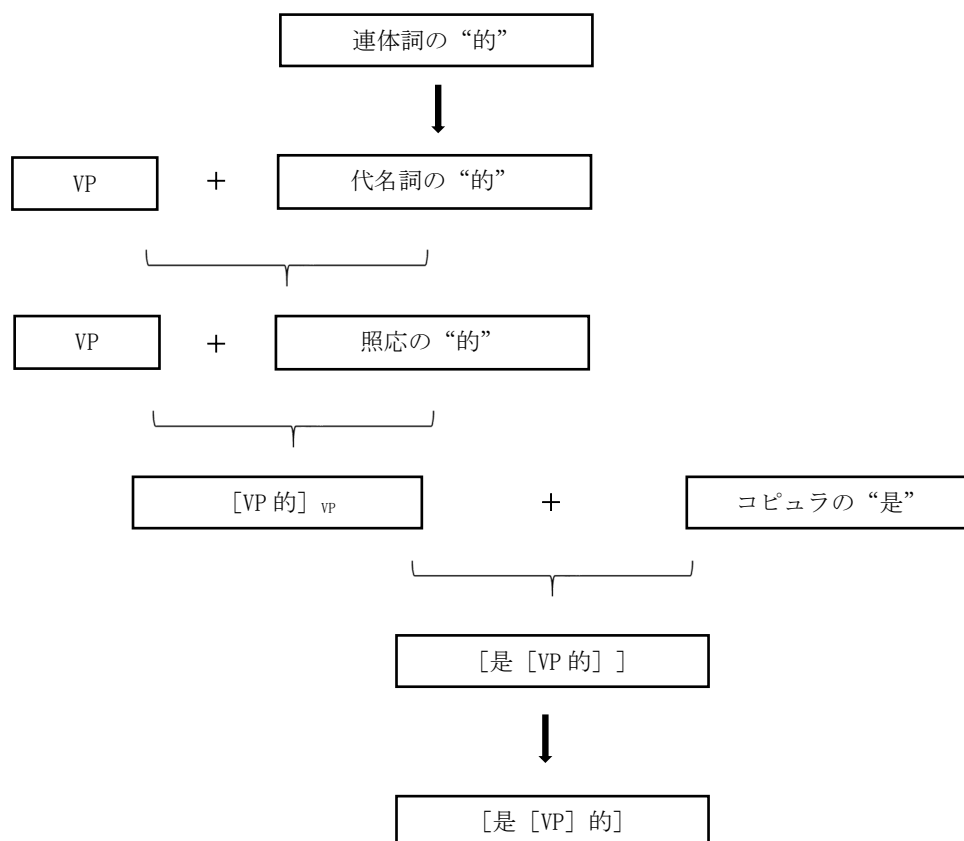 連体詞の“的”
VP + 代名詞の“的”
VP + 照応の“的”
［VP 的］VP + コピュラの“是”
［是［VP 的］］
［是［VP］的］